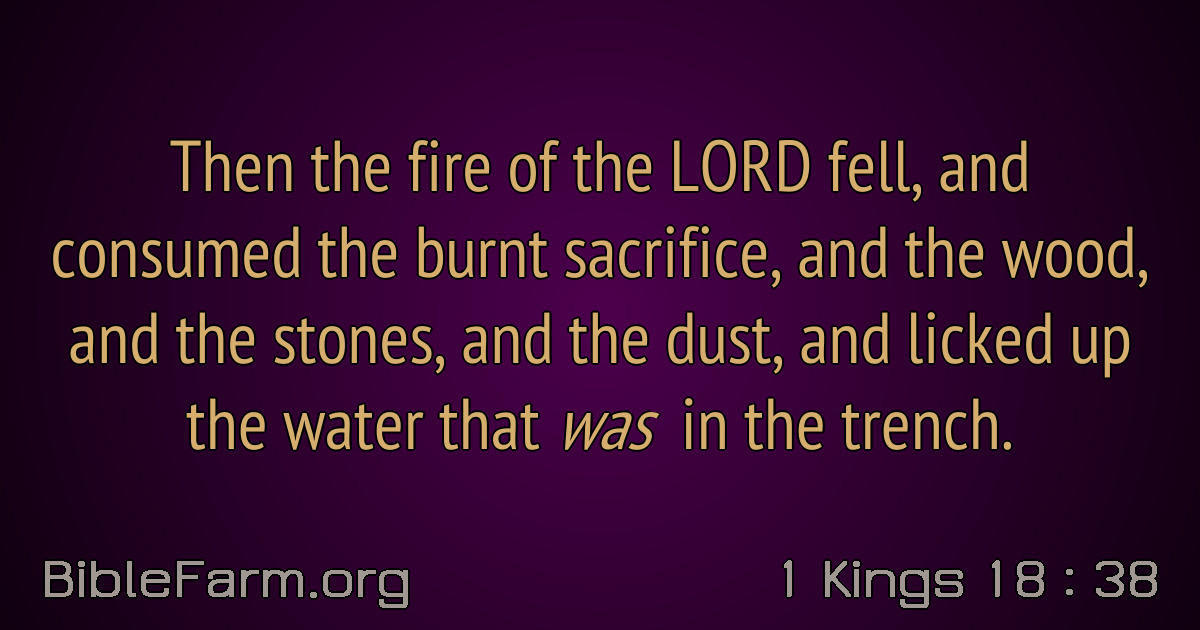 Then the fire of the LORD fell, and
consumed the burnt sacrifice, and the wood,
and the stones, and the dust, and licked up
the water that was in the trench.
BibleFarm.org
1 Kings 18 : 38